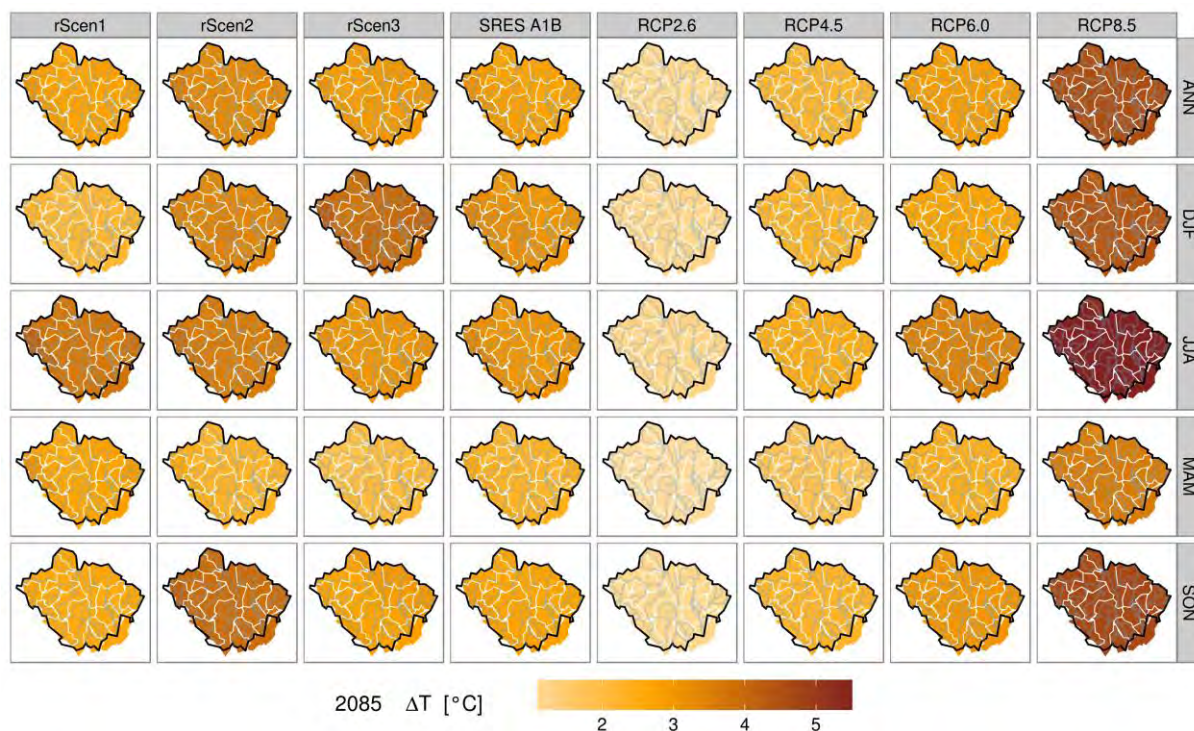 rScen1 rScen2 rScen3 SRES A1B RCP2.6 RCP4.5 RCP6.0 RCP8.5
ANN
DJF
JJA
MAM
SON
2085 ΔT [°C]
2 3 4 5